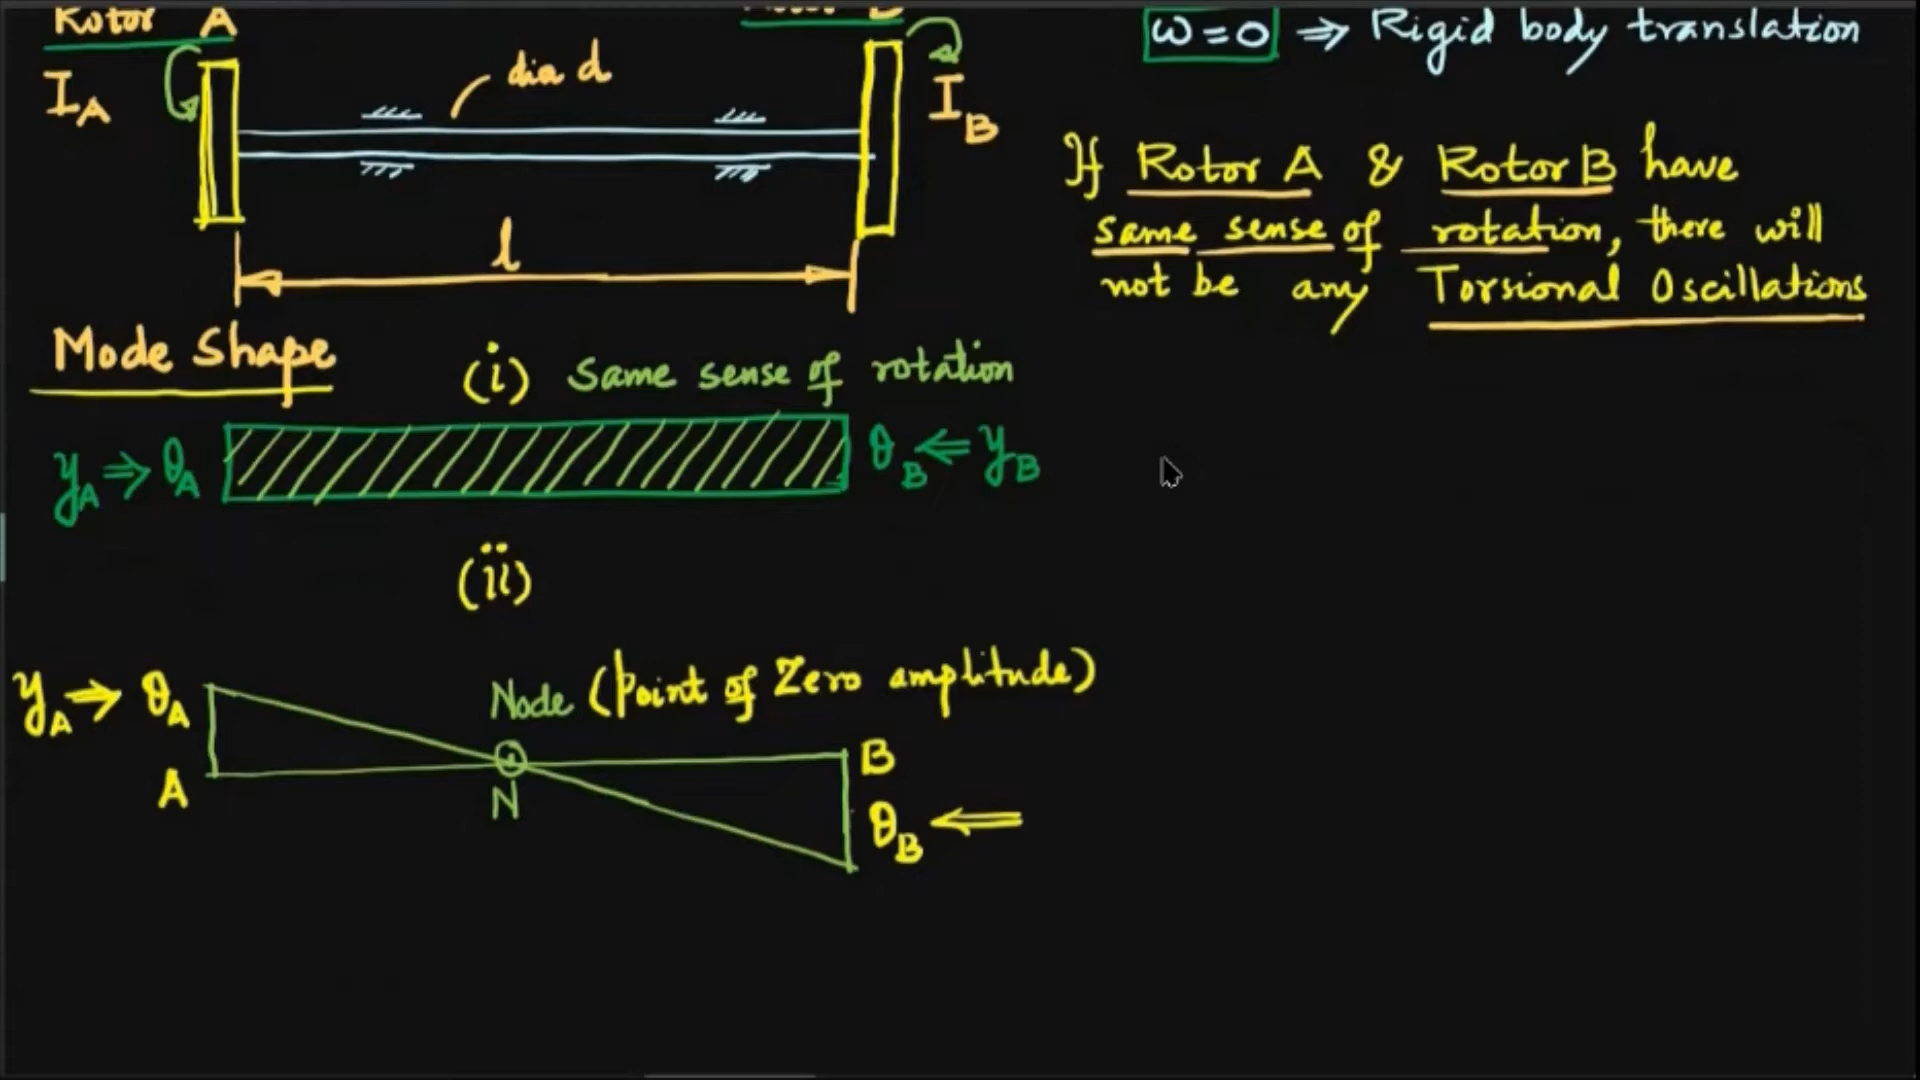 Rotor A
I_A
dia d
I_B
l
ω = 0 ⇒ Rigid body translation
If Rotor A & Rotor B have
same sense of rotation, there will
not be any Torsional Oscillations
Mode Shape
(i) Same sense of rotation
y_A ⇒ θ_A
θ_B ⇐ y_B
(ii)
y_A ⇒ θ_A
Node (Point of Zero amplitude)
A
N
B
θ_B ⇐